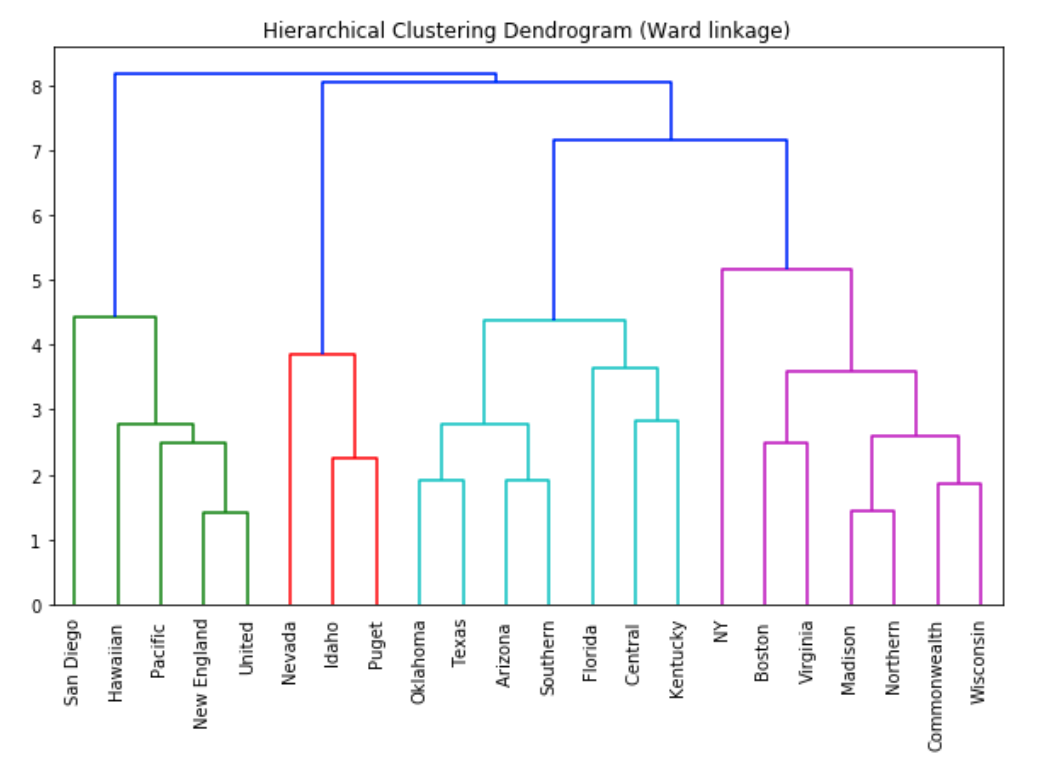 Hierarchical Clustering Dendrogram (Ward linkage)
8
7
6
5
4
3
2
1
0
San Diego
Hawaiian
Pacific
New England
United
Nevada
Idaho
Puget
Oklahoma
Texas
Arizona
Southern
Florida
Central
Kentucky
NY
Boston
Virginia
Madison
Northern
Commonwealth
Wisconsin